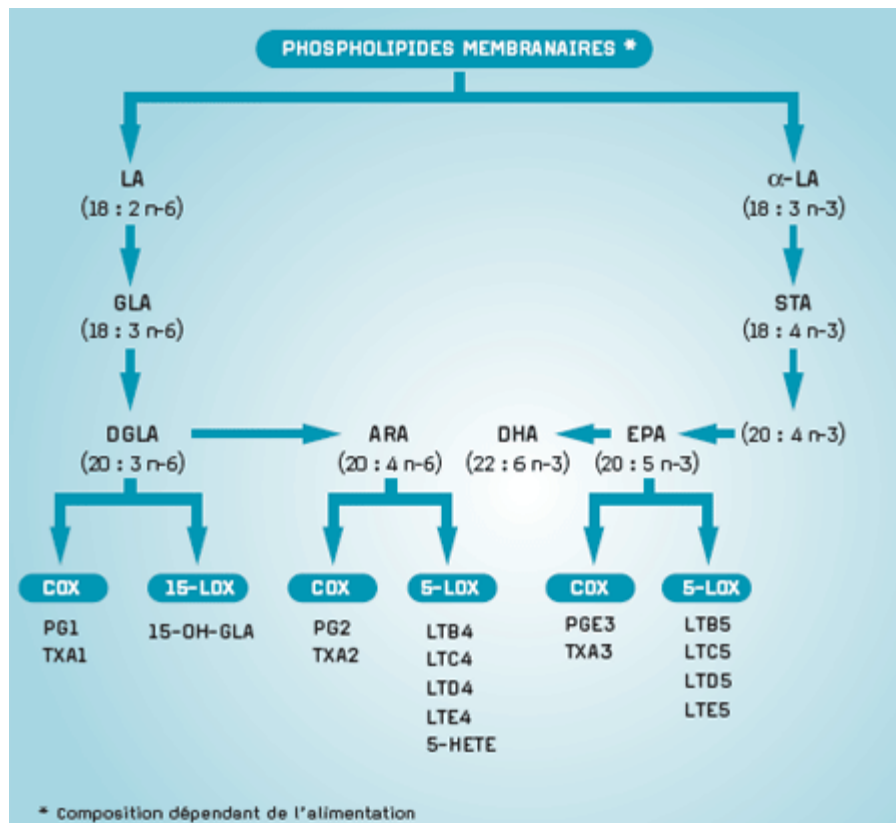 PHOSPHOLIPIDES MEMBRANAIRES *
LA
(18 : 2 n-6)
α-LA
(18 : 3 n-3)
GLA
(18 : 3 n-6)
STA
(18 : 4 n-3)
DGLA
(20 : 3 n-6)
ARA
(20 : 4 n-6)
DHA
(22 : 6 n-3)
EPA
(20 : 5 n-3)
(20 : 4 n-3)
COX
PG1
TXA1
15-LOX
15-OH-GLA
COX
PG2
TXA2
5-LOX
LTB4
LTC4
LTD4
LTE4
5-HETE
COX
PGE3
TXA3
5-LOX
LTB5
LTC5
LTD5
LTE5
* Composition dépendant de l'alimentation